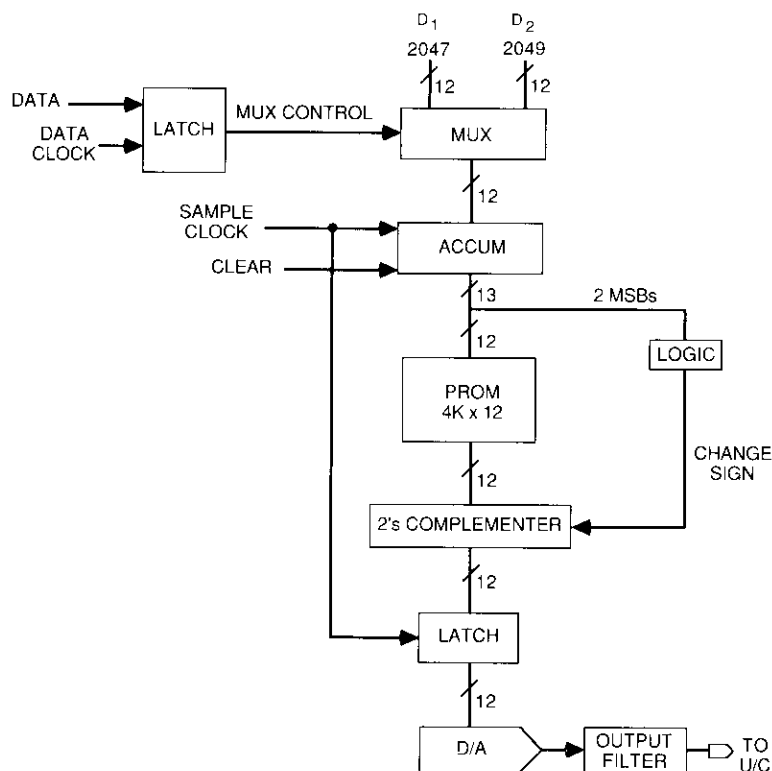 D1 D2
2047 2049
12 12
DATA
DATA
CLOCK
LATCH
MUX CONTROL
MUX
12
SAMPLE
CLOCK
CLEAR
ACCUM
13
2 MSBs
12
LOGIC
PROM
4K x 12
CHANGE
SIGN
12
2's COMPLEMENTER
12
LATCH
12
D/A
OUTPUT
FILTER
TO
U/C